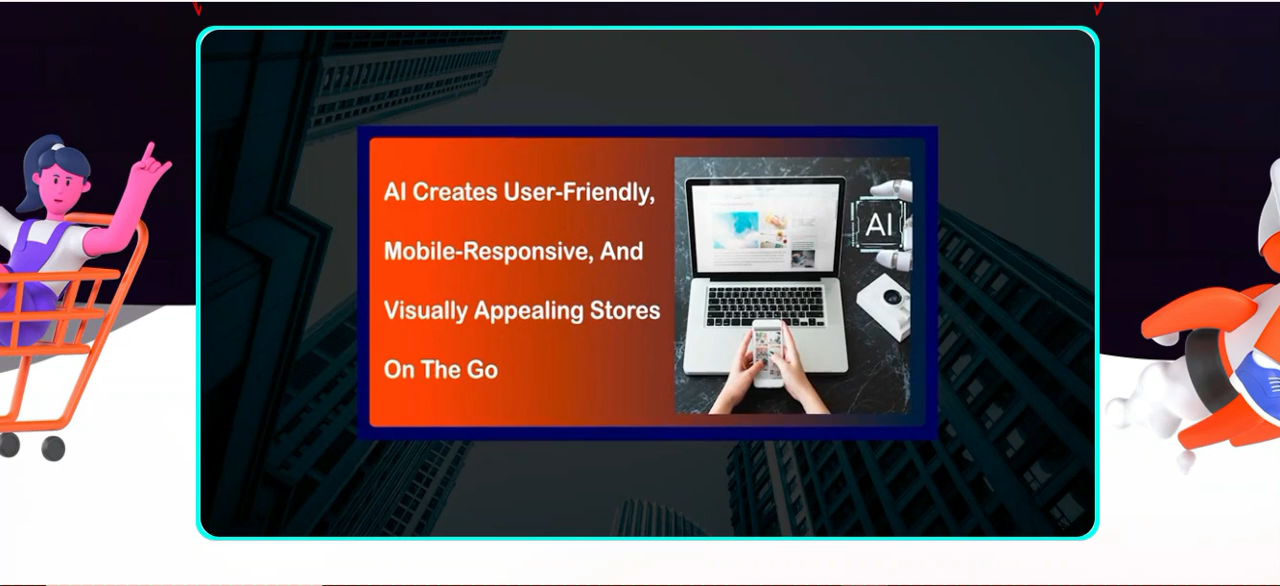 AI Creates User-Friendly,
Mobile-Responsive, And
Visually Appealing Stores
On The Go
AI